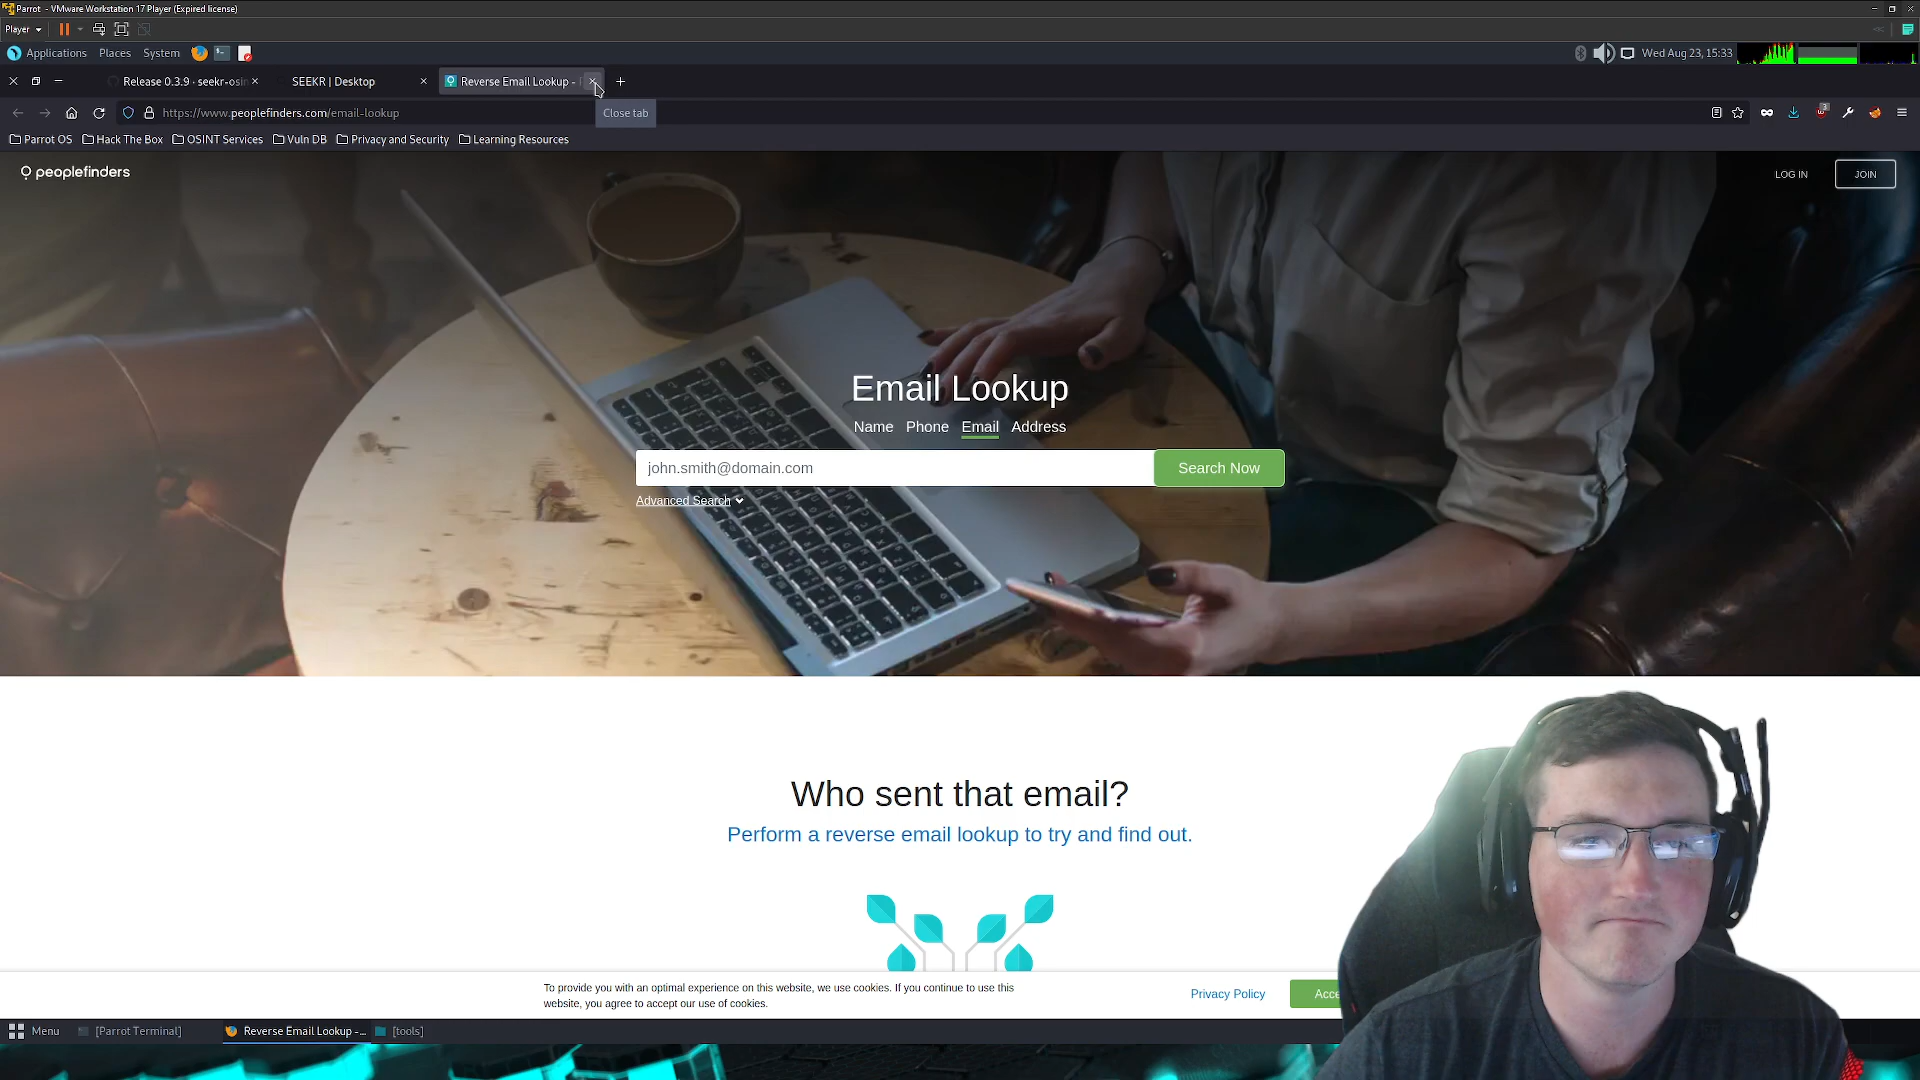 Parrot - VMware Workstation 17 Player (Expired license)
Player
Applications Places System
Wed Aug 23, 15:33
Release 0.3.9 · seekr-osin
SEEKR | Desktop
Reverse Email Lookup -
https://www.peoplefinders.com/email-lookup
Close tab
3
Parrot OS Hack The Box OSINT Services Vuln DB Privacy and Security Learning Resources
peoplefinders
LOG IN
JOIN
Email Lookup
Name Phone Email Address
john.smith@domain.com
Search Now
Advanced Search
Who sent that email?
Perform a reverse email lookup to try and find out.
To provide you with an optimal experience on this website, we use cookies. If you continue to use this
website, you agree to accept our use of cookies.
Privacy Policy
Acce
Menu
[Parrot Terminal]
Reverse Email Lookup -...
[tools]